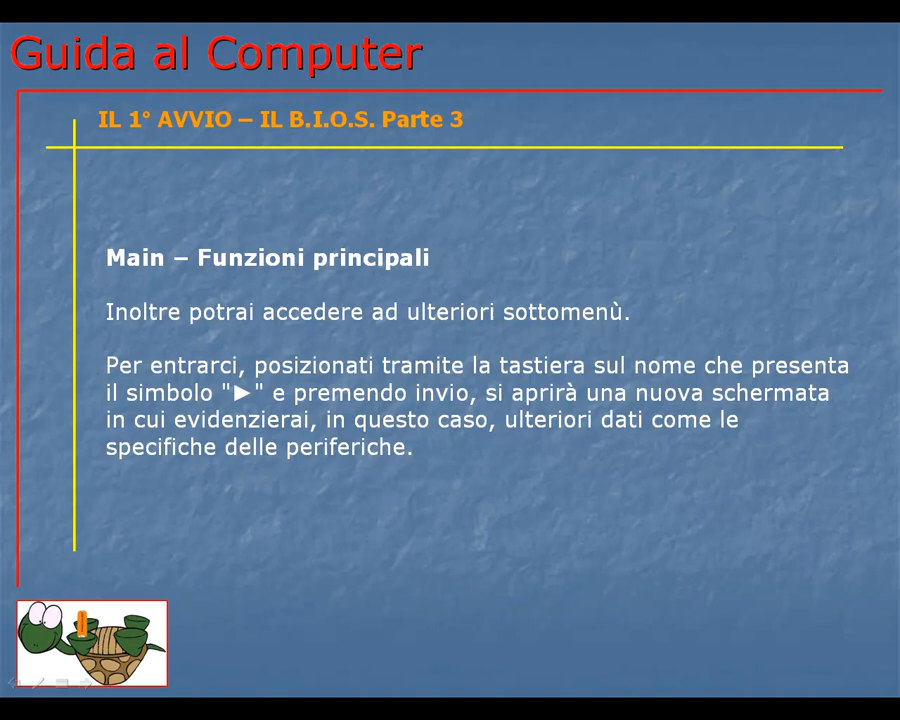 Guida al Computer
IL 1° AVVIO – IL B.I.O.S. Parte 3
Main – Funzioni principali
Inoltre potrai accedere ad ulteriori sottomenù.
Per entrarci, posizionati tramite la tastiera sul nome che presenta
il simbolo "►" e premendo invio, si aprirà una nuova schermata
in cui evidenzierai, in questo caso, ulteriori dati come le
specifiche delle periferiche.